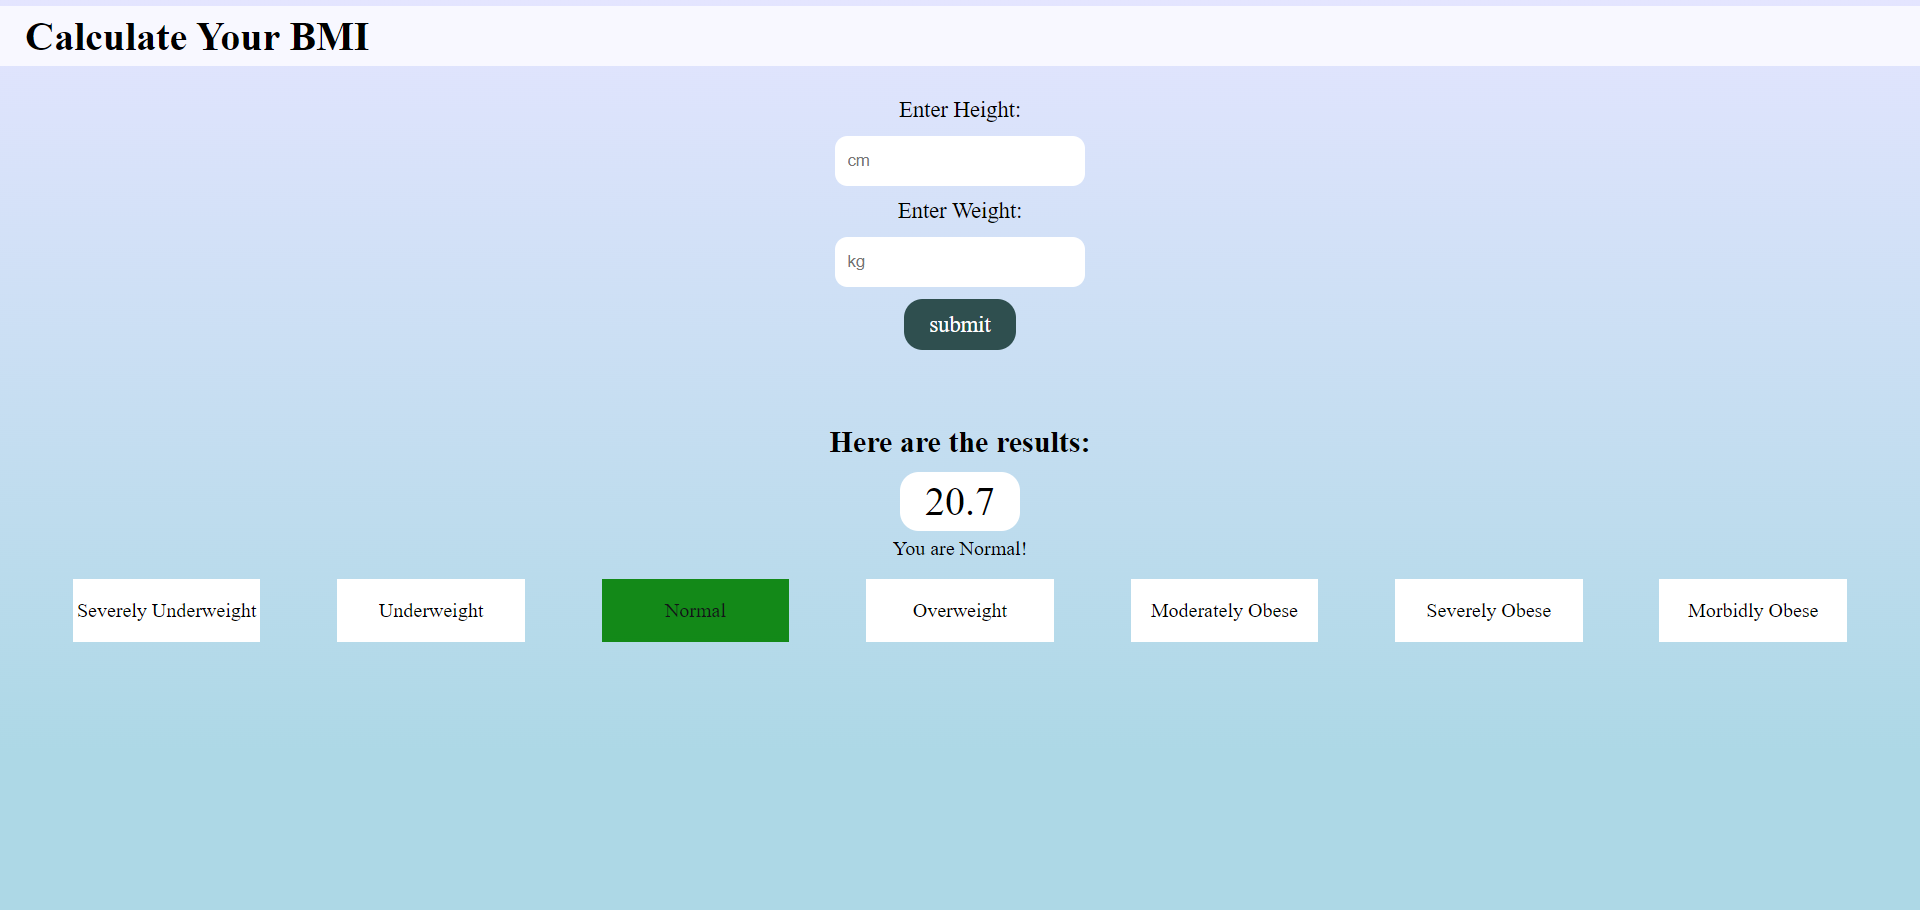 Calculate Your BMI
Enter Height:
cm
Enter Weight:
kg
submit
Here are the results:
20.7
You are Normal!
Severely Underweight
Underweight
Normal
Overweight
Moderately Obese
Severely Obese
Morbidly Obese